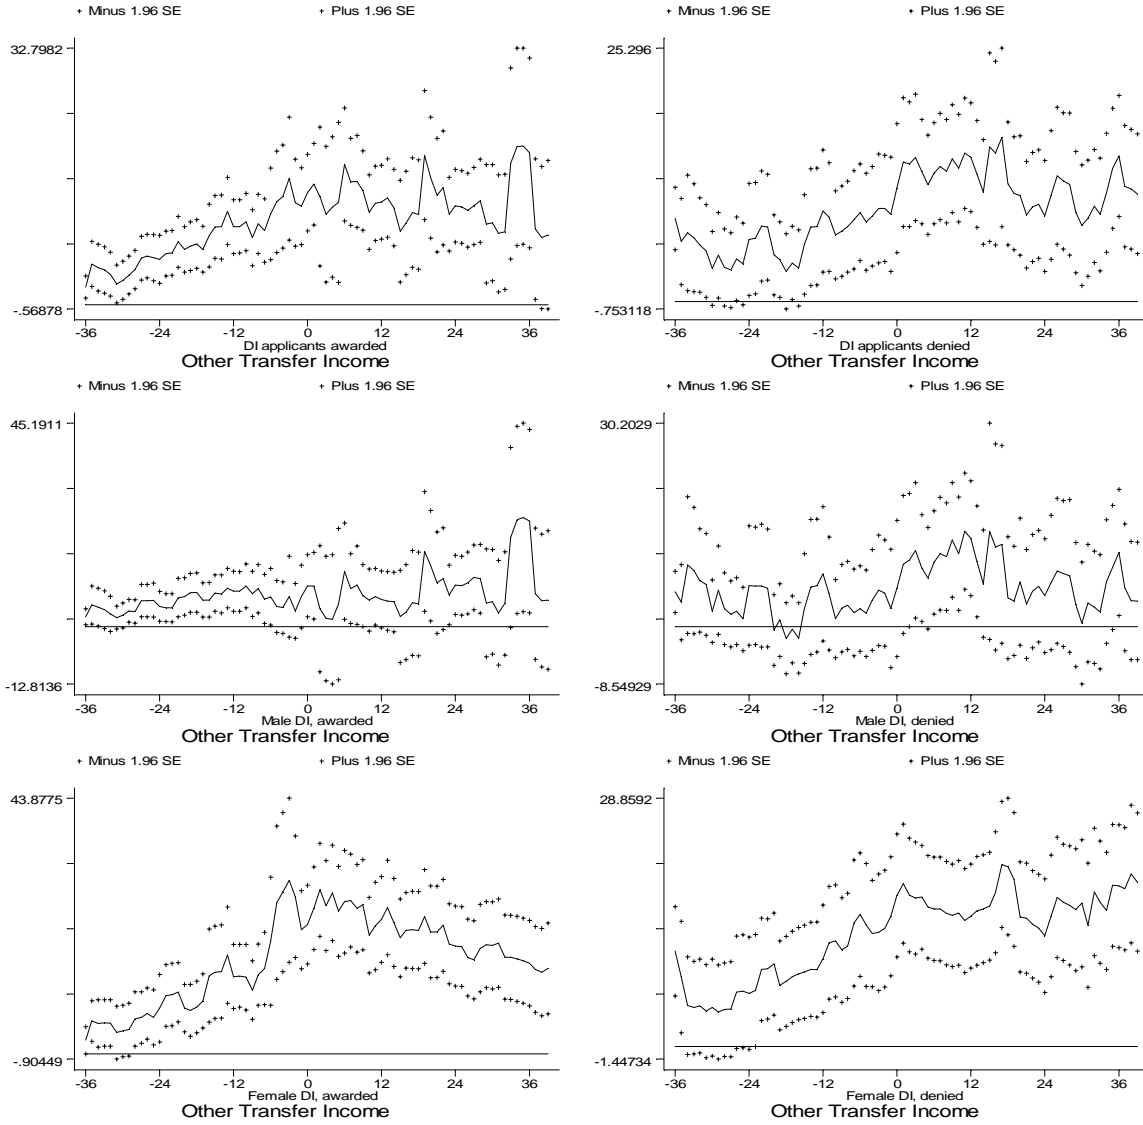 + Minus 1.96 SE + Plus 1.96 SE
32.7982
-.56878
-36 -24 -12 0 12 24 36
DI applicants awarded
Other Transfer Income
+ Minus 1.96 SE + Plus 1.96 SE
25.296
-.753118
-36 -24 -12 0 12 24 36
DI applicants denied
Other Transfer Income
+ Minus 1.96 SE + Plus 1.96 SE
45.1911
-12.8136
-36 -24 -12 0 12 24 36
Male DI, awarded
Other Transfer Income
+ Minus 1.96 SE + Plus 1.96 SE
30.2029
-8.54929
-36 -24 -12 0 12 24 36
Male DI, denied
Other Transfer Income
+ Minus 1.96 SE + Plus 1.96 SE
43.8775
-.90449
-36 -24 -12 0 12 24 36
Female DI, awarded
Other Transfer Income
+ Minus 1.96 SE + Plus 1.96 SE
28.8592
-1.44734
-36 -24 -12 0 12 24 36
Female DI, denied
Other Transfer Income